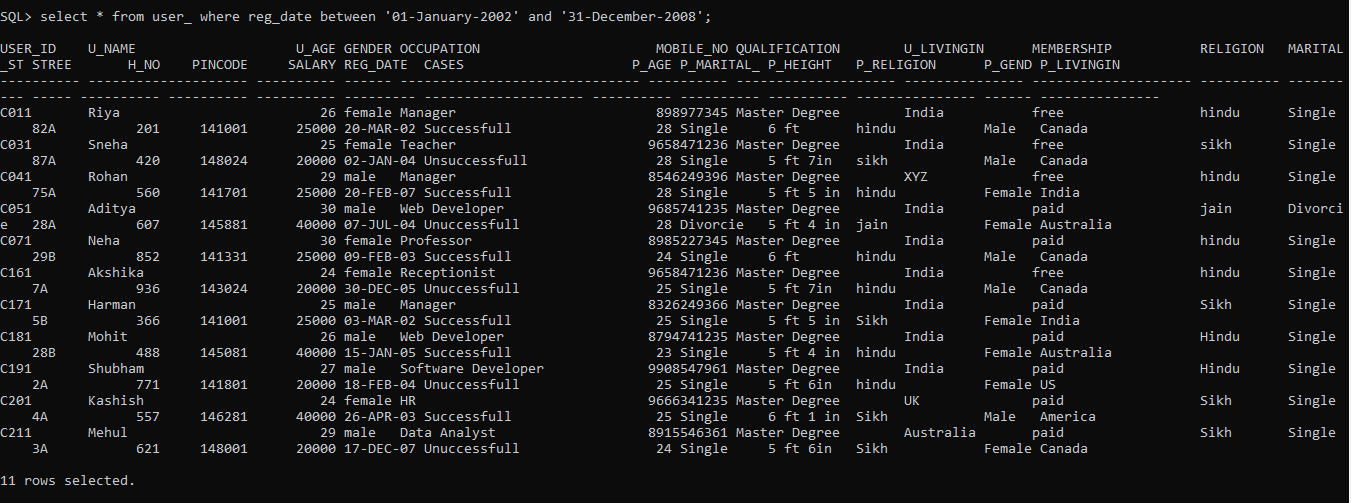 SQL> select * from user_ where reg_date between '01-January-2002' and '31-December-2008';
USER_ID    U_NAME                    U_AGE GENDER OCCUPATION                      MOBILE_NO QUALIFICATION        U_LIVINGIN      MEMBERSHIP           RELIGION   MARITAL
_ST STREE       H_NO    PINCODE     SALARY REG_DATE  CASES                     P_AGE P_MARITAL_ P_HEIGHT   P_RELIGION      P_GEND P_LIVINGIN
---------- -------------------- ---------- ------ -------------------- ---------- -------------------- --------------- -------------------- ---------- -------
--- ----- ---------- ---------- ---------- --------- -------------------- ---------- ---------- ---------- --------------- ------ ---------------
C011       Riya                         26 female Manager                         898977345 Master Degree        India           free                 hindu      Single
    82A          201     141001      25000 20-MAR-02 Successfull                  28 Single     6 ft       hindu           Male   Canada
C031       Sneha                        25 female Teacher                        9658471236 Master Degree        India           free                 sikh       Single
    87A          420     148024      20000 02-JAN-04 Unsuccessfull                28 Single     5 ft 7in   sikh            Male   Canada
C041       Rohan                        29 male   Manager                        8546249396 Master Degree        XYZ             free                 hindu      Single
    75A          560     141701      25000 20-FEB-07 Successfull                  28 Single     5 ft 5 in  hindu           Female India
C051       Aditya                       30 male   Web Developer                  9685741235 Master Degree        India           paid                 jain       Divorci
e   28A          607     145881      40000 07-JUL-04 Unsuccessfull                28 Divorcie   5 ft 4 in  jain            Female Australia
C071       Neha                         30 female Professor                      8985227345 Master Degree        India           paid                 hindu      Single
    29B          852     141331      25000 09-FEB-03 Successfull                  24 Single     6 ft       hindu           Male   Canada
C161       Akshika                      24 female Receptionist                   9658471236 Master Degree        India           free                 hindu      Single
    7A           936     143024      20000 30-DEC-05 Unsuccessfull                25 Single     5 ft 7in   hindu           Male   Canada
C171       Harman                       25 male   Manager                        8326249366 Master Degree        India           paid                 Sikh       Single
    5B           366     141001      25000 03-MAR-02 Successfull                  25 Single     5 ft 5 in  Sikh            Female India
C181       Mohit                        26 male   Web Developer                  8794741235 Master Degree        India           paid                 Hindu      Single
    28B          488     145081      40000 15-JAN-05 Successfull                  23 Single     5 ft 4 in  hindu           Female Australia
C191       Shubham                      27 male   Software Developer             9908547961 Master Degree        India           paid                 Hindu      Single
    2A           771     141801      20000 18-FEB-04 Unsuccessfull                25 Single     5 ft 6in   hindu           Female US
C201       Kashish                      24 female HR                             9666341235 Master Degree        UK              paid                 Sikh       Single
    4A           557     146281      40000 26-APR-03 Successfull                  25 Single     6 ft 1 in  Sikh            Male   America
C211       Mehul                        29 male   Data Analyst                   8915546361 Master Degree        Australia       paid                 Sikh       Single
    3A           621     148001      20000 17-DEC-07 Unsuccessfull                24 Single     5 ft 6in   Sikh            Female Canada
11 rows selected.